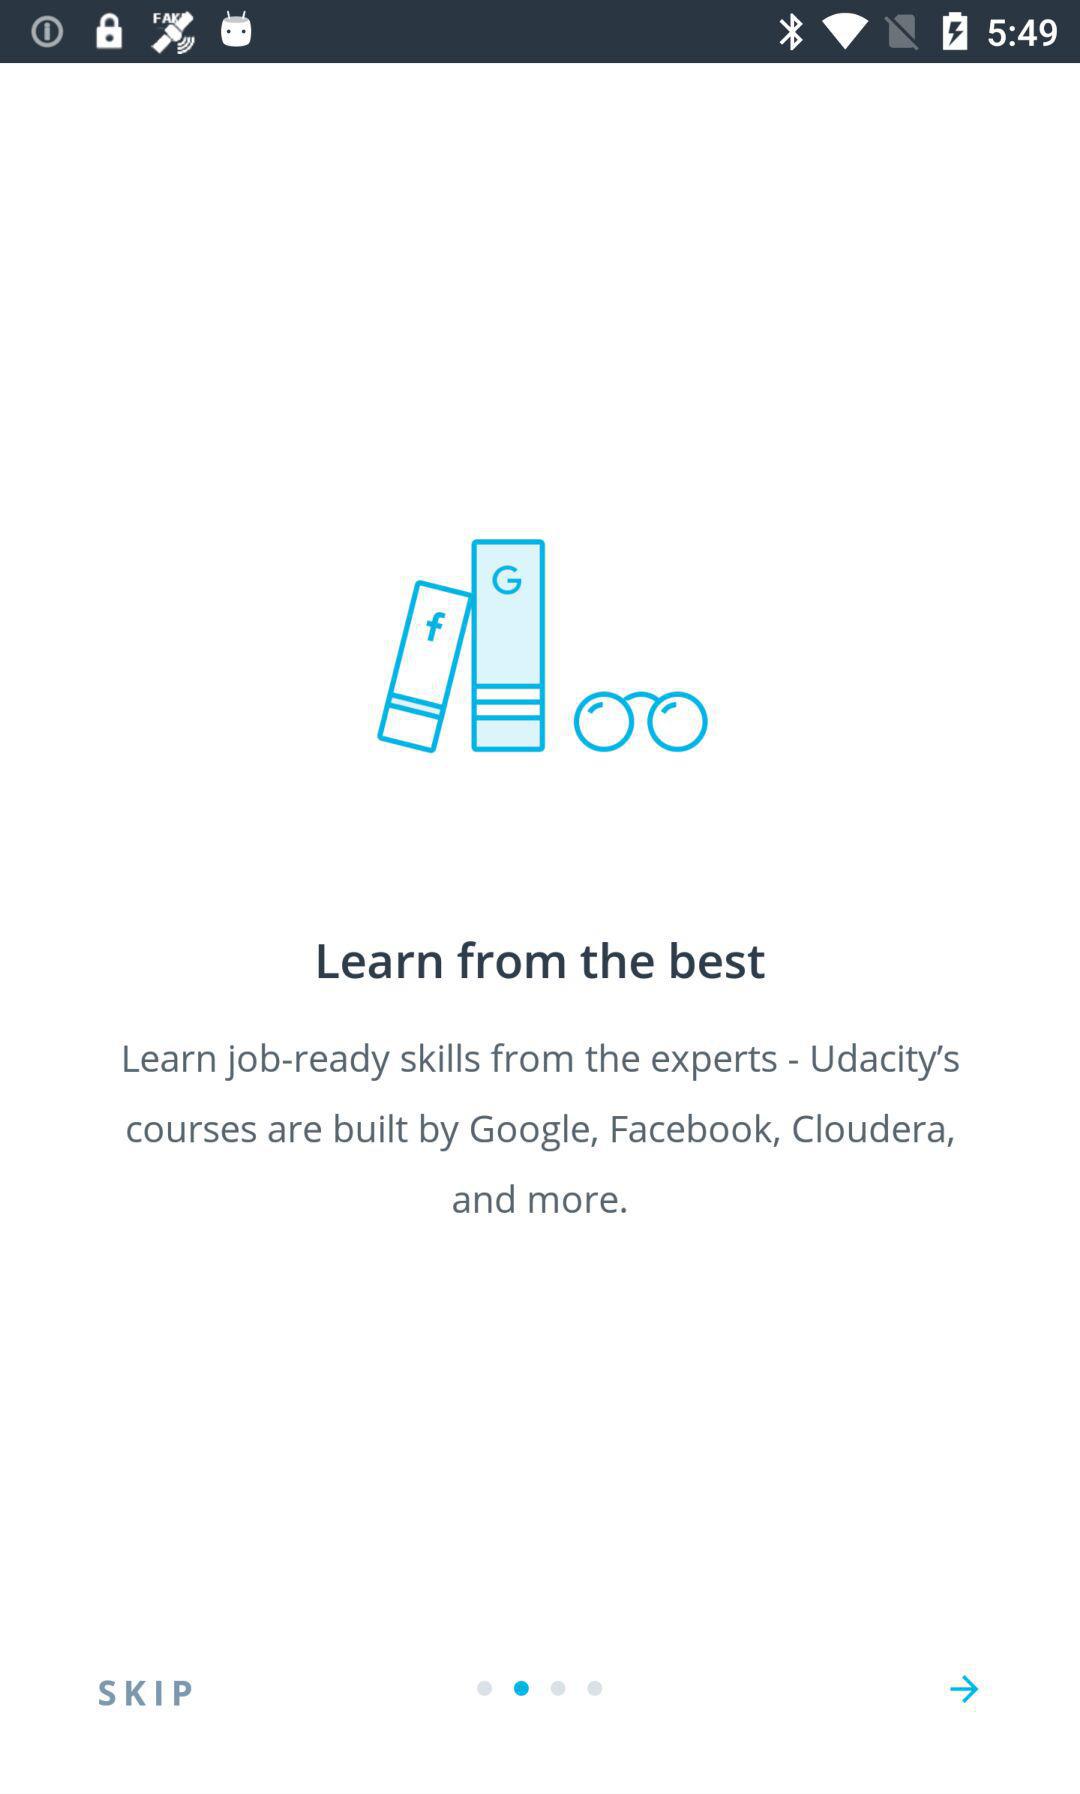 FAKE
5:49
f
G
Learn from the best
Learn job-ready skills from the experts - Udacity’s
courses are built by Google, Facebook, Cloudera,
and more.
SKIP